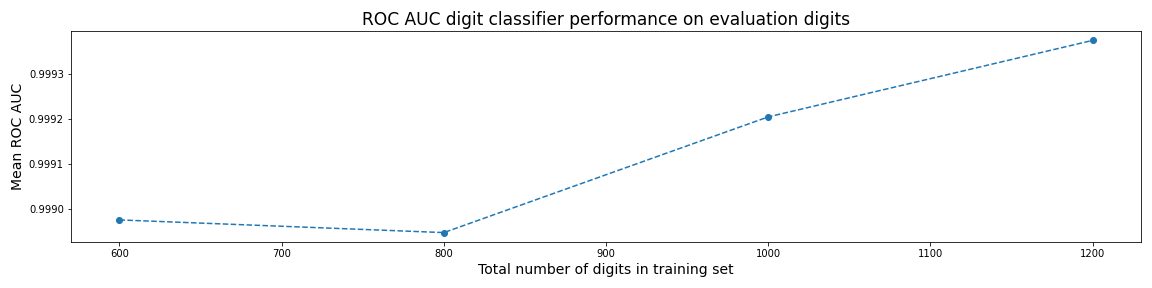 ROC AUC digit classifier performance on evaluation digits
Mean ROC AUC
0.9993
0.9992
0.9991
0.9990
600 700 800 900 1000 1100 1200
Total number of digits in training set